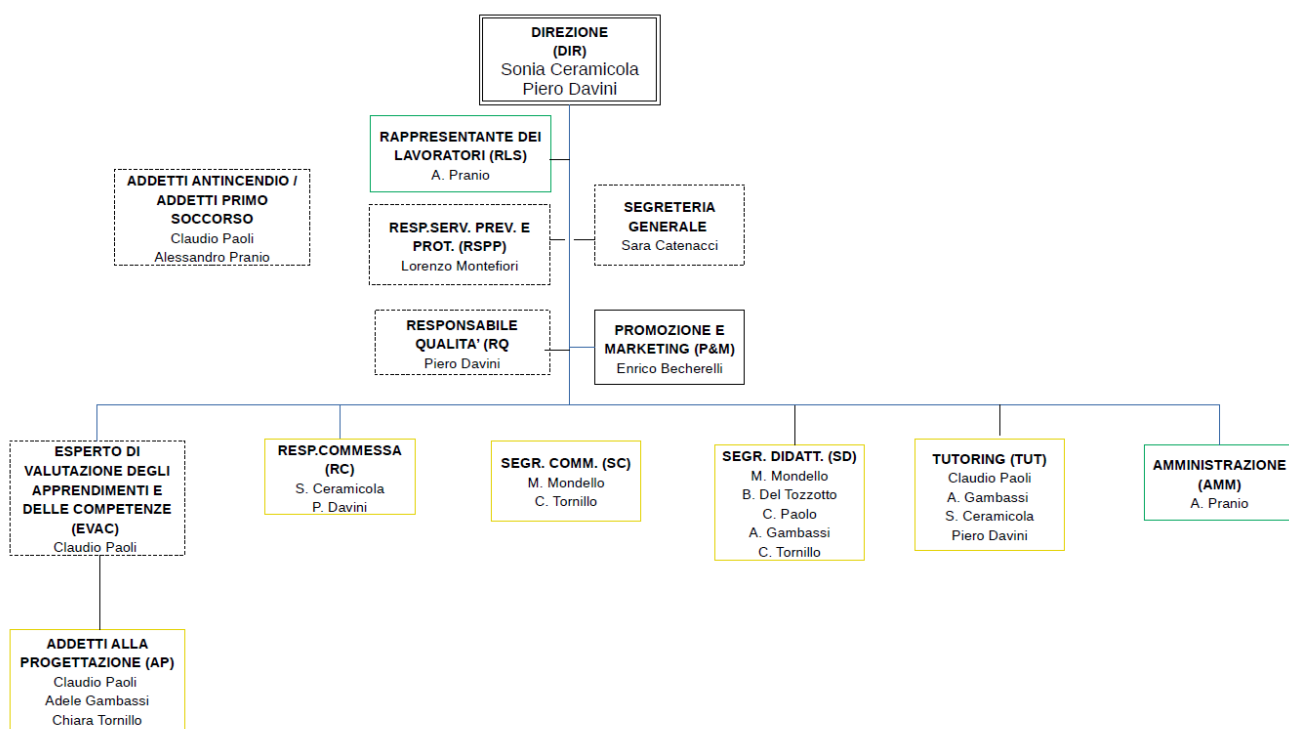 DIREZIONE
(DIR)
Sonia Ceramicola
Piero Davini
RAPPRESENTANTE DEI
LAVORATORI (RLS)
A. Pranio
ADDETTI ANTINCENDIO /
ADDETTI PRIMO
SOCCORSO
Claudio Paoli
Alessandro Pranio
RESP.SERV. PREV. E
PROT. (RSPP)
Lorenzo Montefiori
SEGRETERIA
GENERALE
Sara Catenacci
RESPONSABILE
QUALITA’ (RQ
Piero Davini
PROMOZIONE E
MARKETING (P&M)
Enrico Becherelli
ESPERTO DI
VALUTAZIONE DEGLI
APPRENDIMENTI E
DELLE COMPETENZE
(EVAC)
Claudio Paoli
RESP.COMMESSA
(RC)
S. Ceramicola
P. Davini
SEGR. COMM. (SC)
M. Mondello
C. Tornillo
SEGR. DIDATT. (SD)
M. Mondello
B. Del Tozzotto
C. Paolo
A. Gambassi
C. Tornillo
TUTORING (TUT)
Claudio Paoli
A. Gambassi
S. Ceramicola
Piero Davini
AMMINISTRAZIONE
(AMM)
A. Pranio
ADDETTI ALLA
PROGETTAZIONE (AP)
Claudio Paoli
Adele Gambassi
Chiara Tornillo